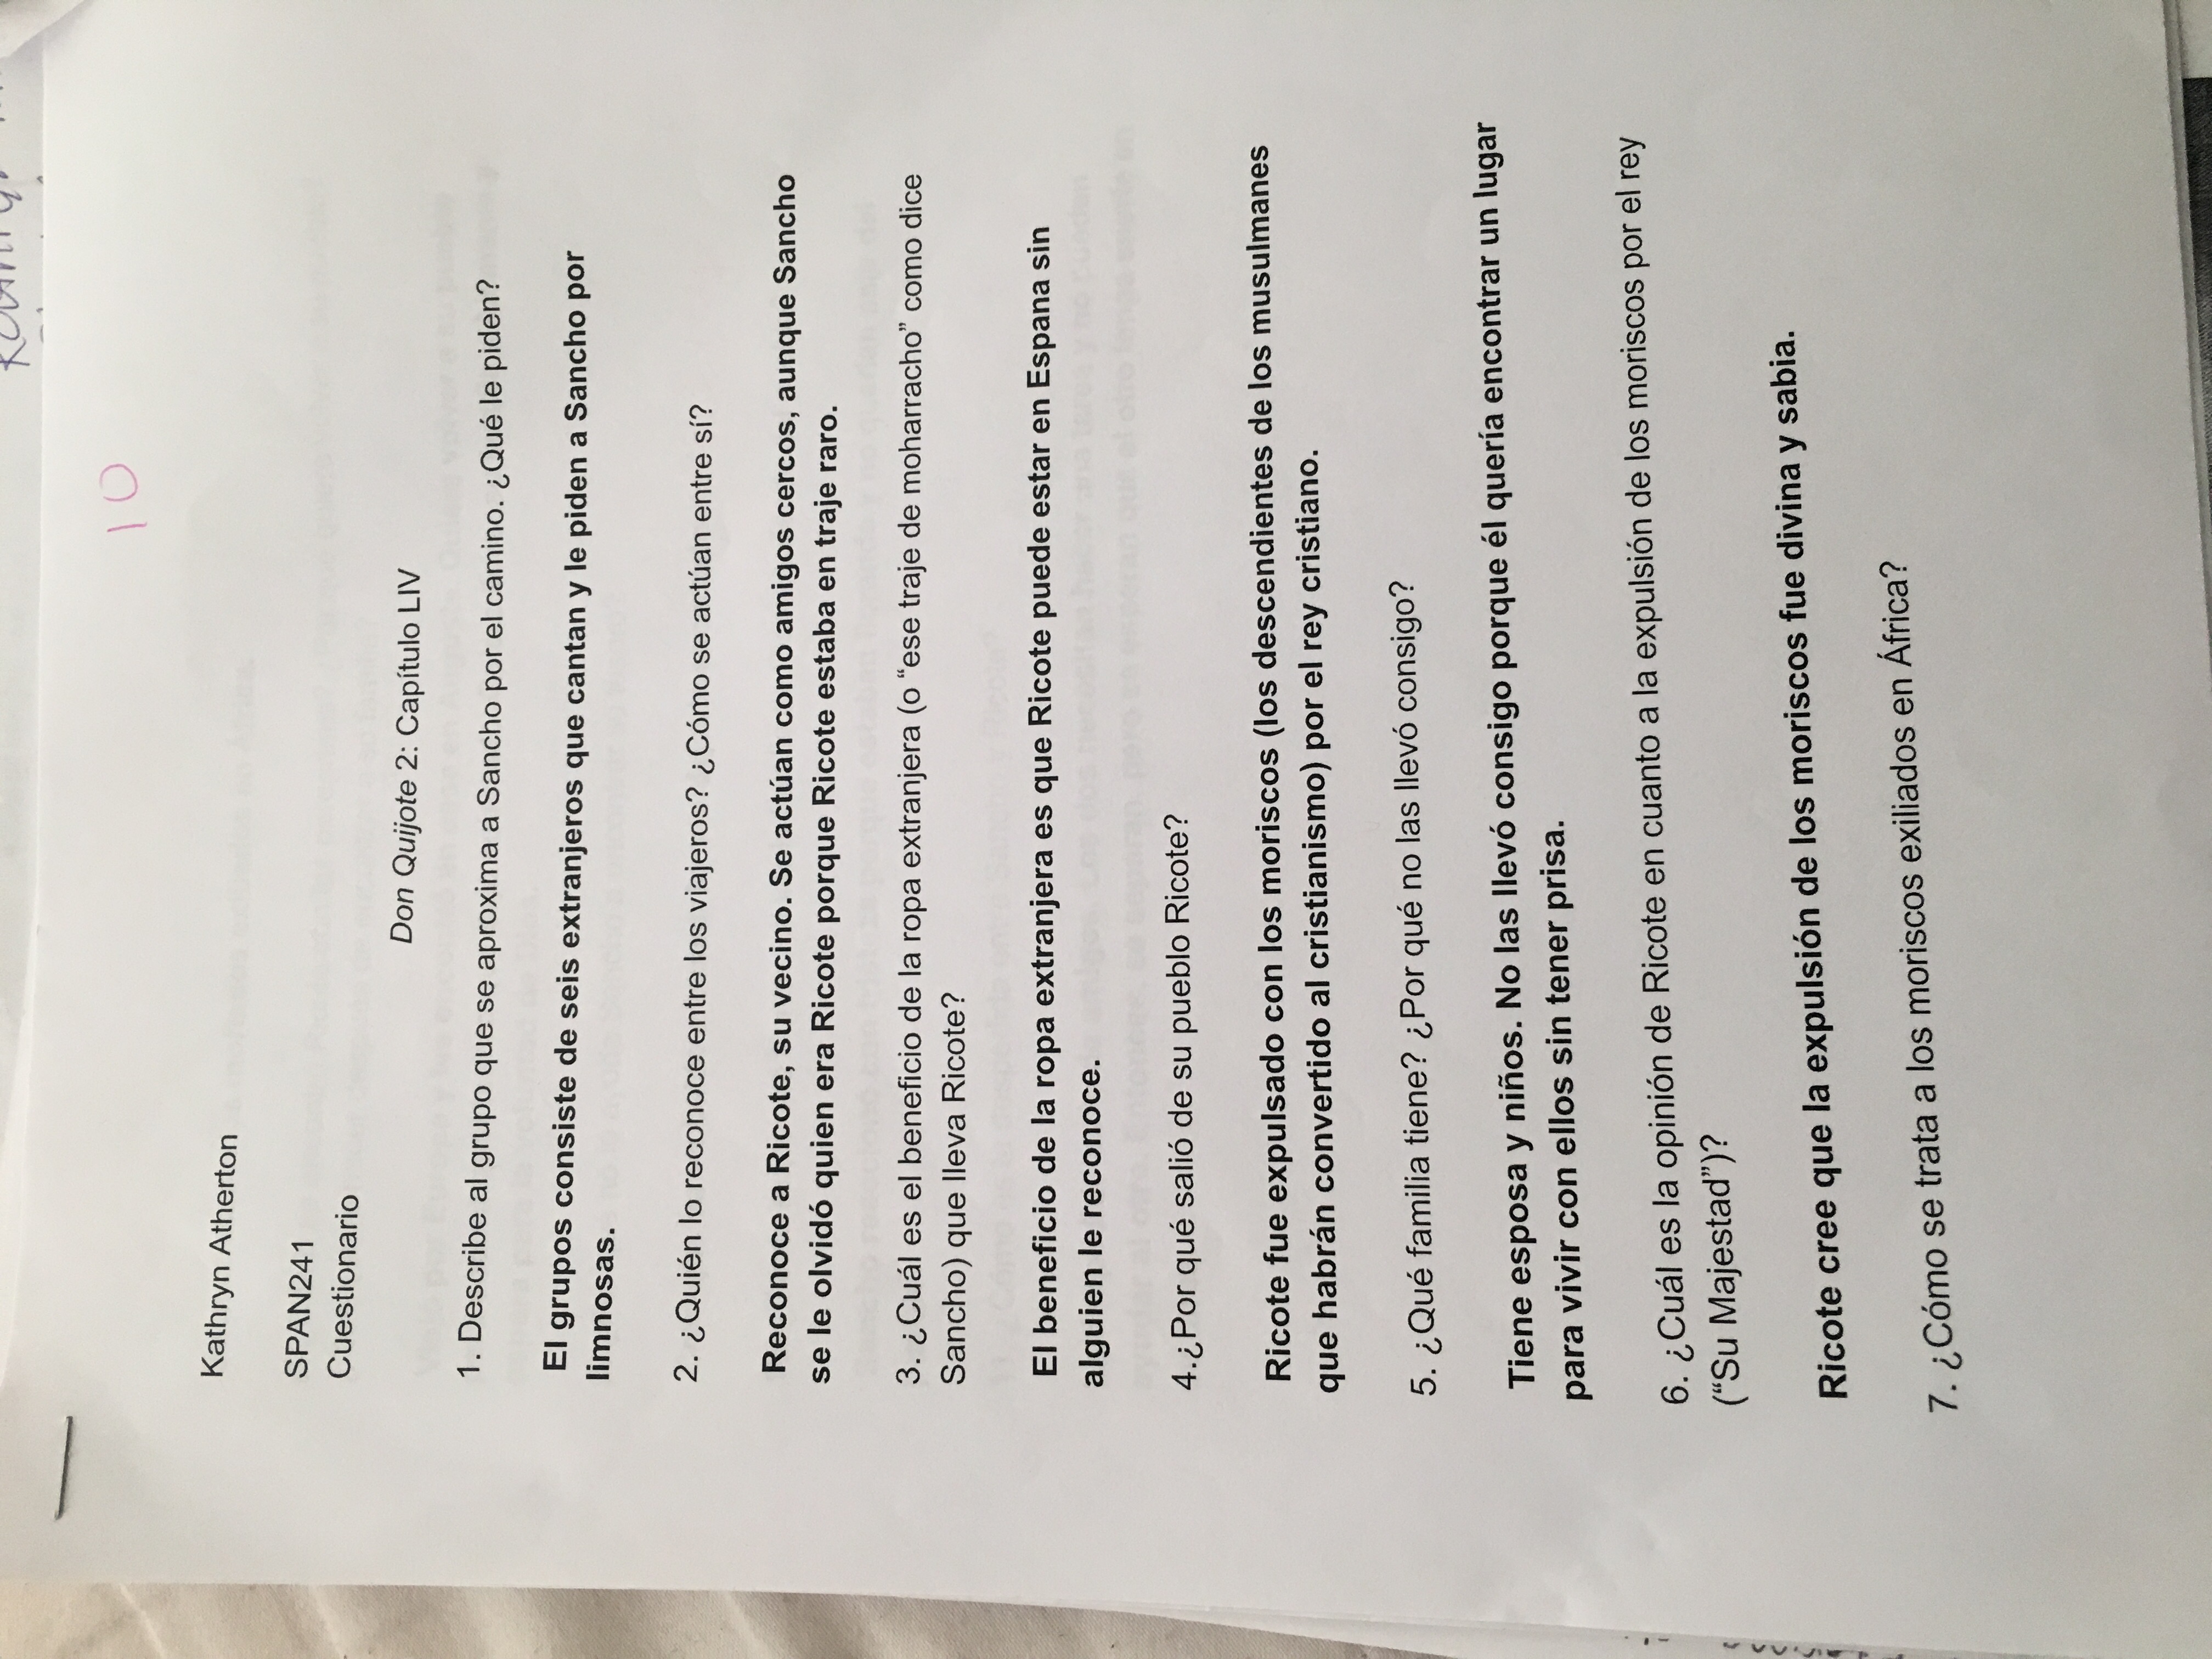 10
Kathryn Atherton
SPAN241
Cuestionario
Don Quijote 2: Capítulo LIV
1. Describe al grupo que se aproxima a Sancho por el camino. ¿Qué le piden?
El grupos consiste de seis extranjeros que cantan y le piden a Sancho por
limnosas.
2. ¿Quién lo reconoce entre los viajeros? ¿Cómo se actúan entre sí?
Reconoce a Ricote, su vecino. Se actúan como amigos cercos, aunque Sancho
se le olvidó quien era Ricote porque Ricote estaba en traje raro.
3. ¿Cuál es el beneficio de la ropa extranjera (o “ese traje de moharracho” como dice
Sancho) que lleva Ricote?
El beneficio de la ropa extranjera es que Ricote puede estar en Espana sin
alguien le reconoce.
4.¿Por qué salió de su pueblo Ricote?
Ricote fue expulsado con los moriscos (los descendientes de los musulmanes
que habrán convertido al cristianismo) por el rey cristiano.
5. ¿Qué familia tiene? ¿Por qué no las llevó consigo?
Tiene esposa y niños. No las llevó consigo porque él quería encontrar un lugar
para vivir con ellos sin tener prisa.
6. ¿Cuál es la opinión de Ricote en cuanto a la expulsión de los moriscos por el rey
(“Su Majestad”)?
Ricote cree que la expulsión de los moriscos fue divina y sabia.
7. ¿Cómo se trata a los moriscos exiliados en África?